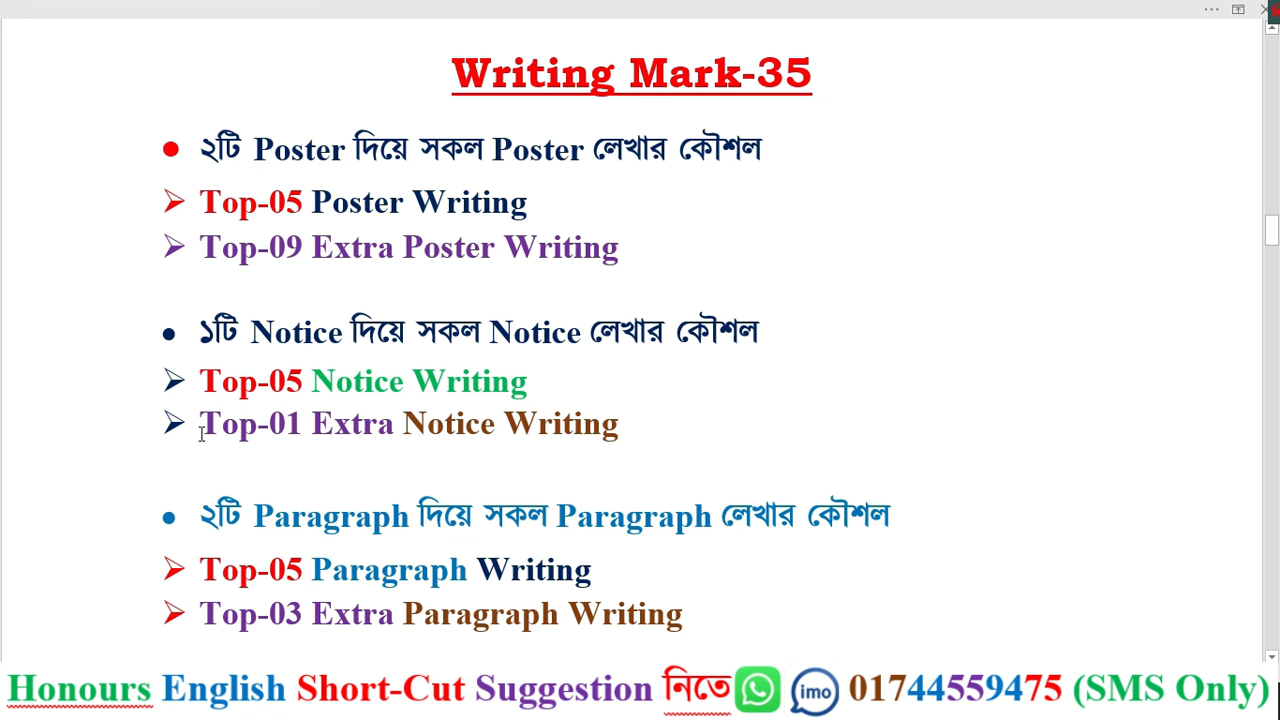 Writing Mark-35
২টি Poster দিয়ে সকল Poster লেখার কৌশল
Top-05 Poster Writing
Top-09 Extra Poster Writing
১টি Notice দিয়ে সকল Notice লেখার কৌশল
Top-05 Notice Writing
Top-01 Extra Notice Writing
২টি Paragraph দিয়ে সকল Paragraph লেখার কৌশল
Top-05 Paragraph Writing
Top-03 Extra Paragraph Writing
Honours English Short-Cut Suggestion নিতে imo 01744559475 (SMS Only)